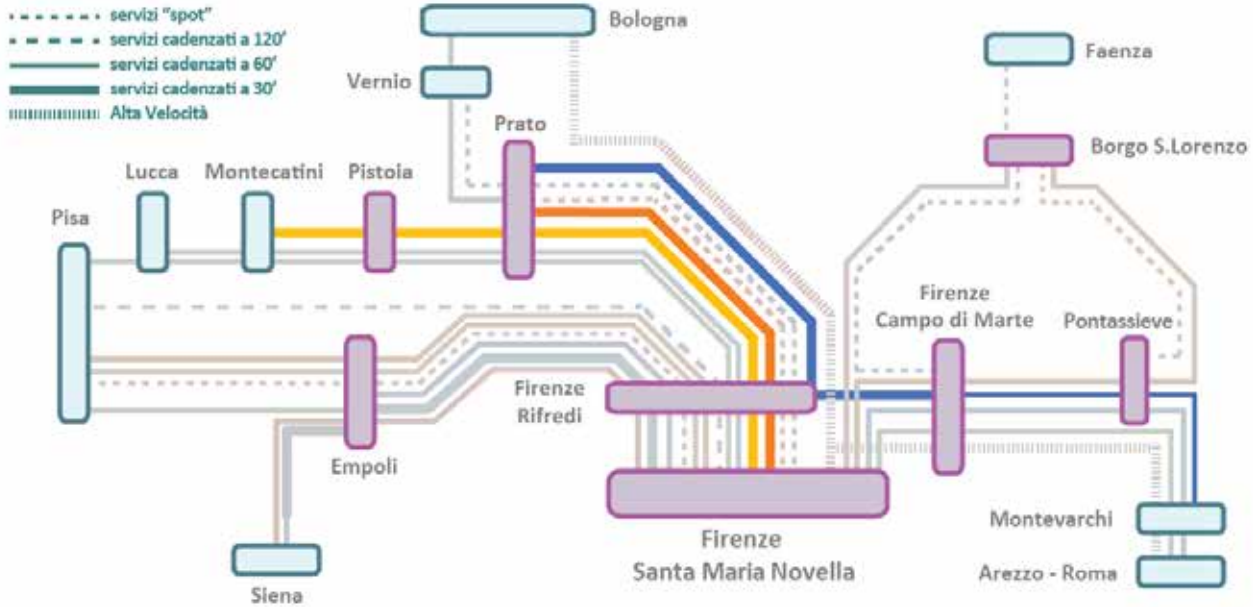 servizi "spot"
servizi cadenzati a 120'
servizi cadenzati a 60'
servizi cadenzati a 30'
Alta Velocità
Bologna
Faenza
Vernio
Prato
Borgo S.Lorenzo
Lucca
Montecatini
Pistoia
Pisa
Firenze
Campo di Marte
Pontassieve
Firenze
Rifredi
Empoli
Montevarchi
Firenze
Santa Maria Novella
Arezzo - Roma
Siena